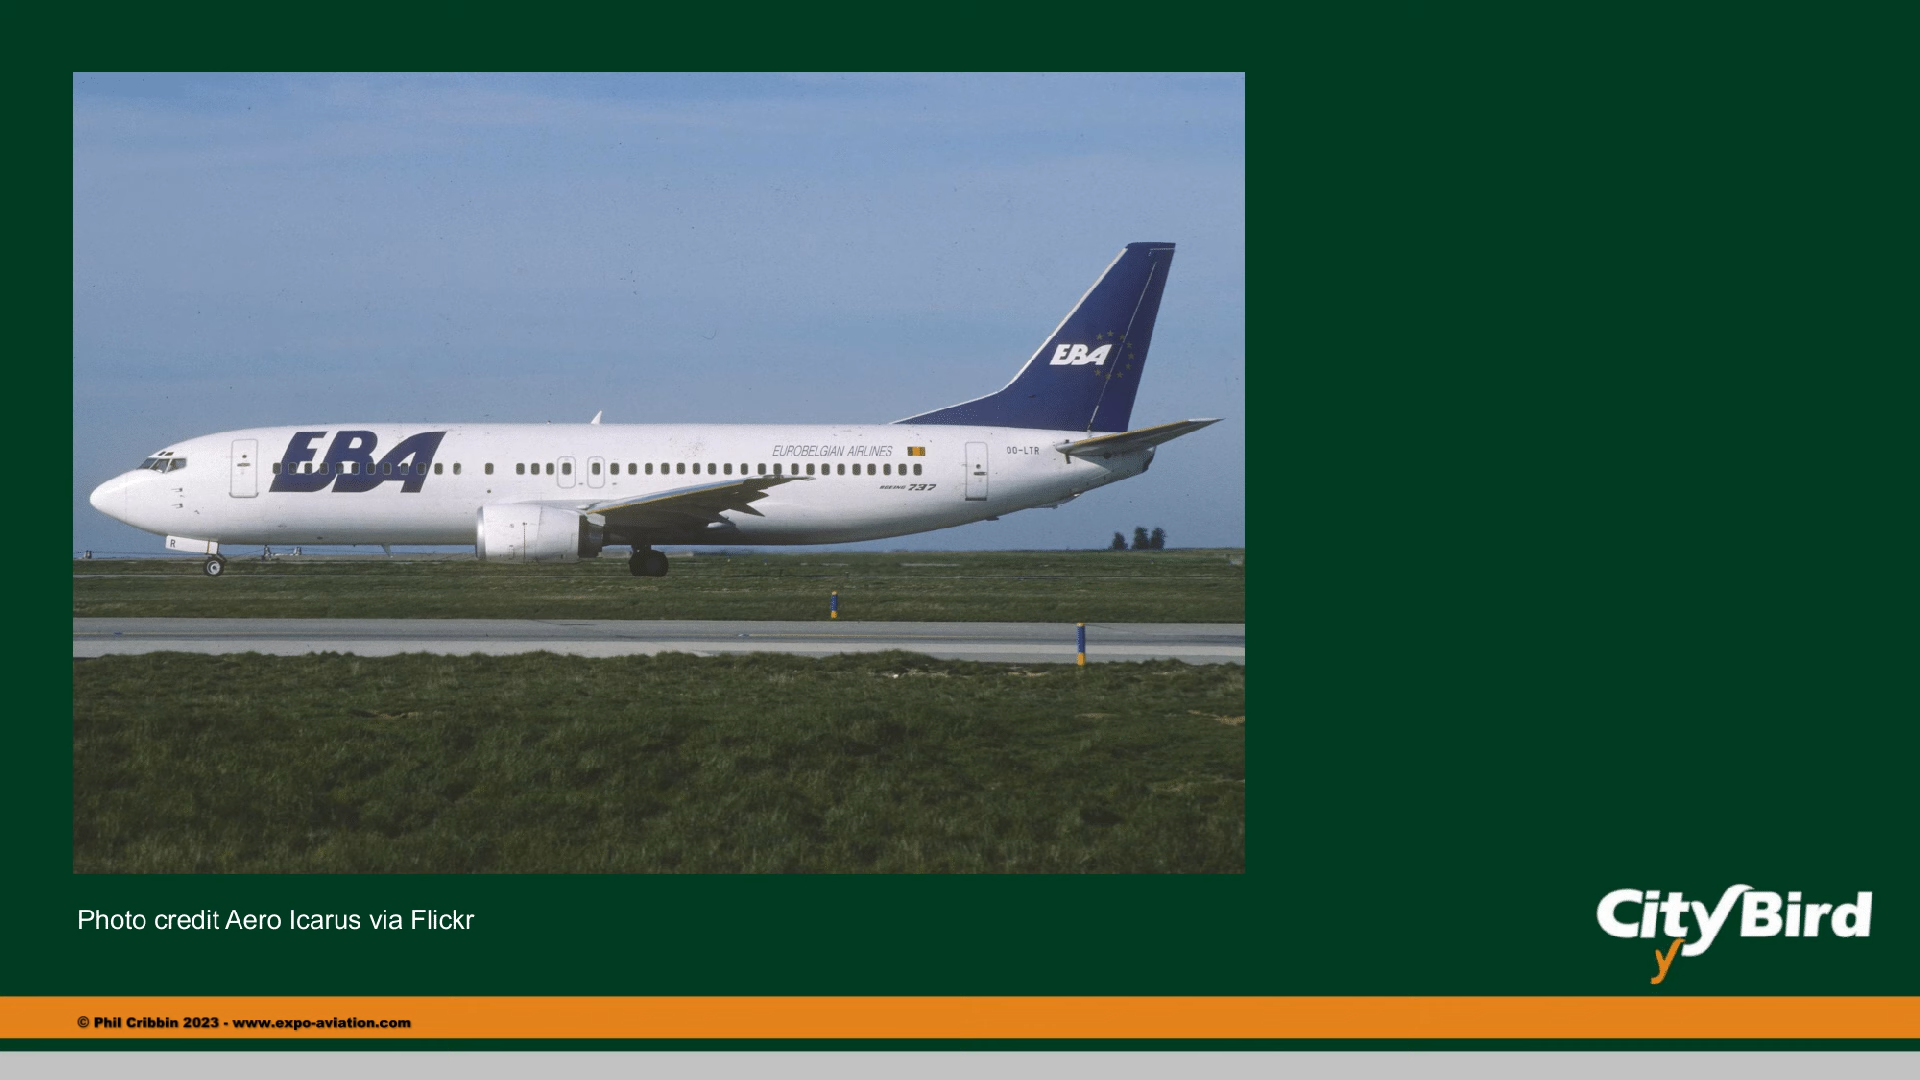 EBA
EBA
EUROBELGIAN AIRLINES
OO-LTR
BOEING 737
R
Photo credit Aero Icarus via Flickr
CityBird
y
© Phil Cribbin 2023 - www.expo-aviation.com